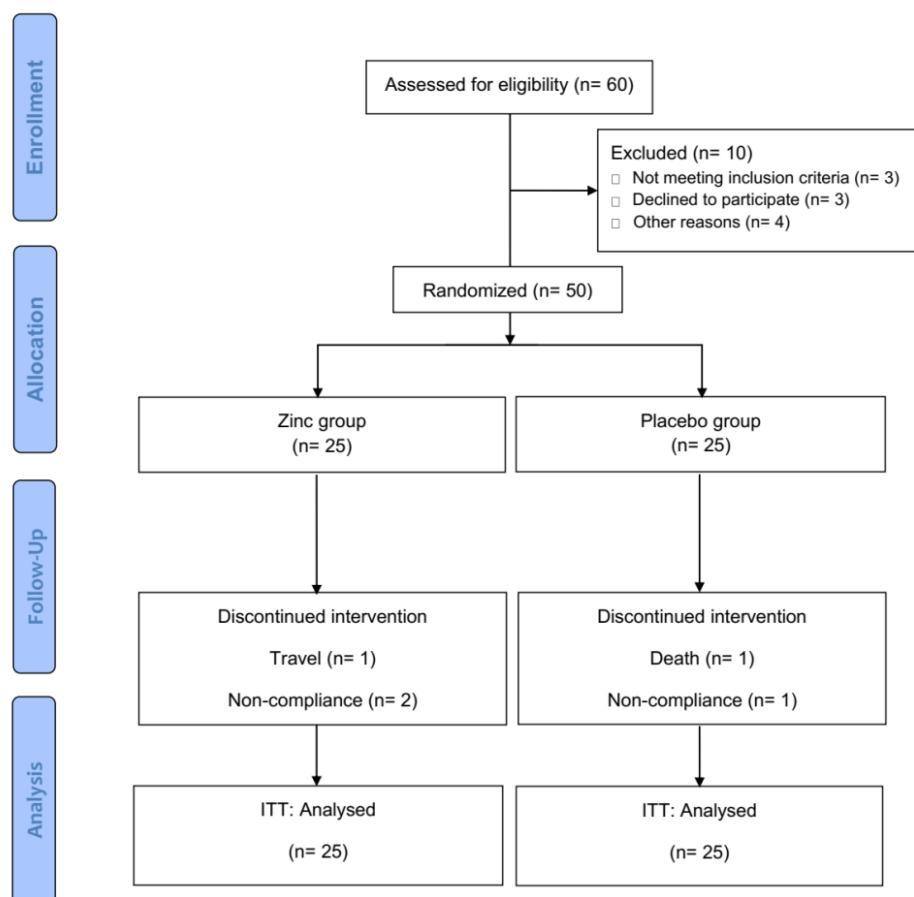 Enrollment
Assessed for eligibility (n= 60)
Excluded (n= 10)
□ Not meeting inclusion criteria (n= 3)
□ Declined to participate (n= 3)
□ Other reasons (n= 4)
Randomized (n= 50)
Allocation
Zinc group
(n= 25)
Placebo group
(n= 25)
Follow-Up
Discontinued intervention
Travel (n= 1)
Non-compliance (n= 2)
Discontinued intervention
Death (n= 1)
Non-compliance (n= 1)
Analysis
ITT: Analysed
(n= 25)
ITT: Analysed
(n= 25)